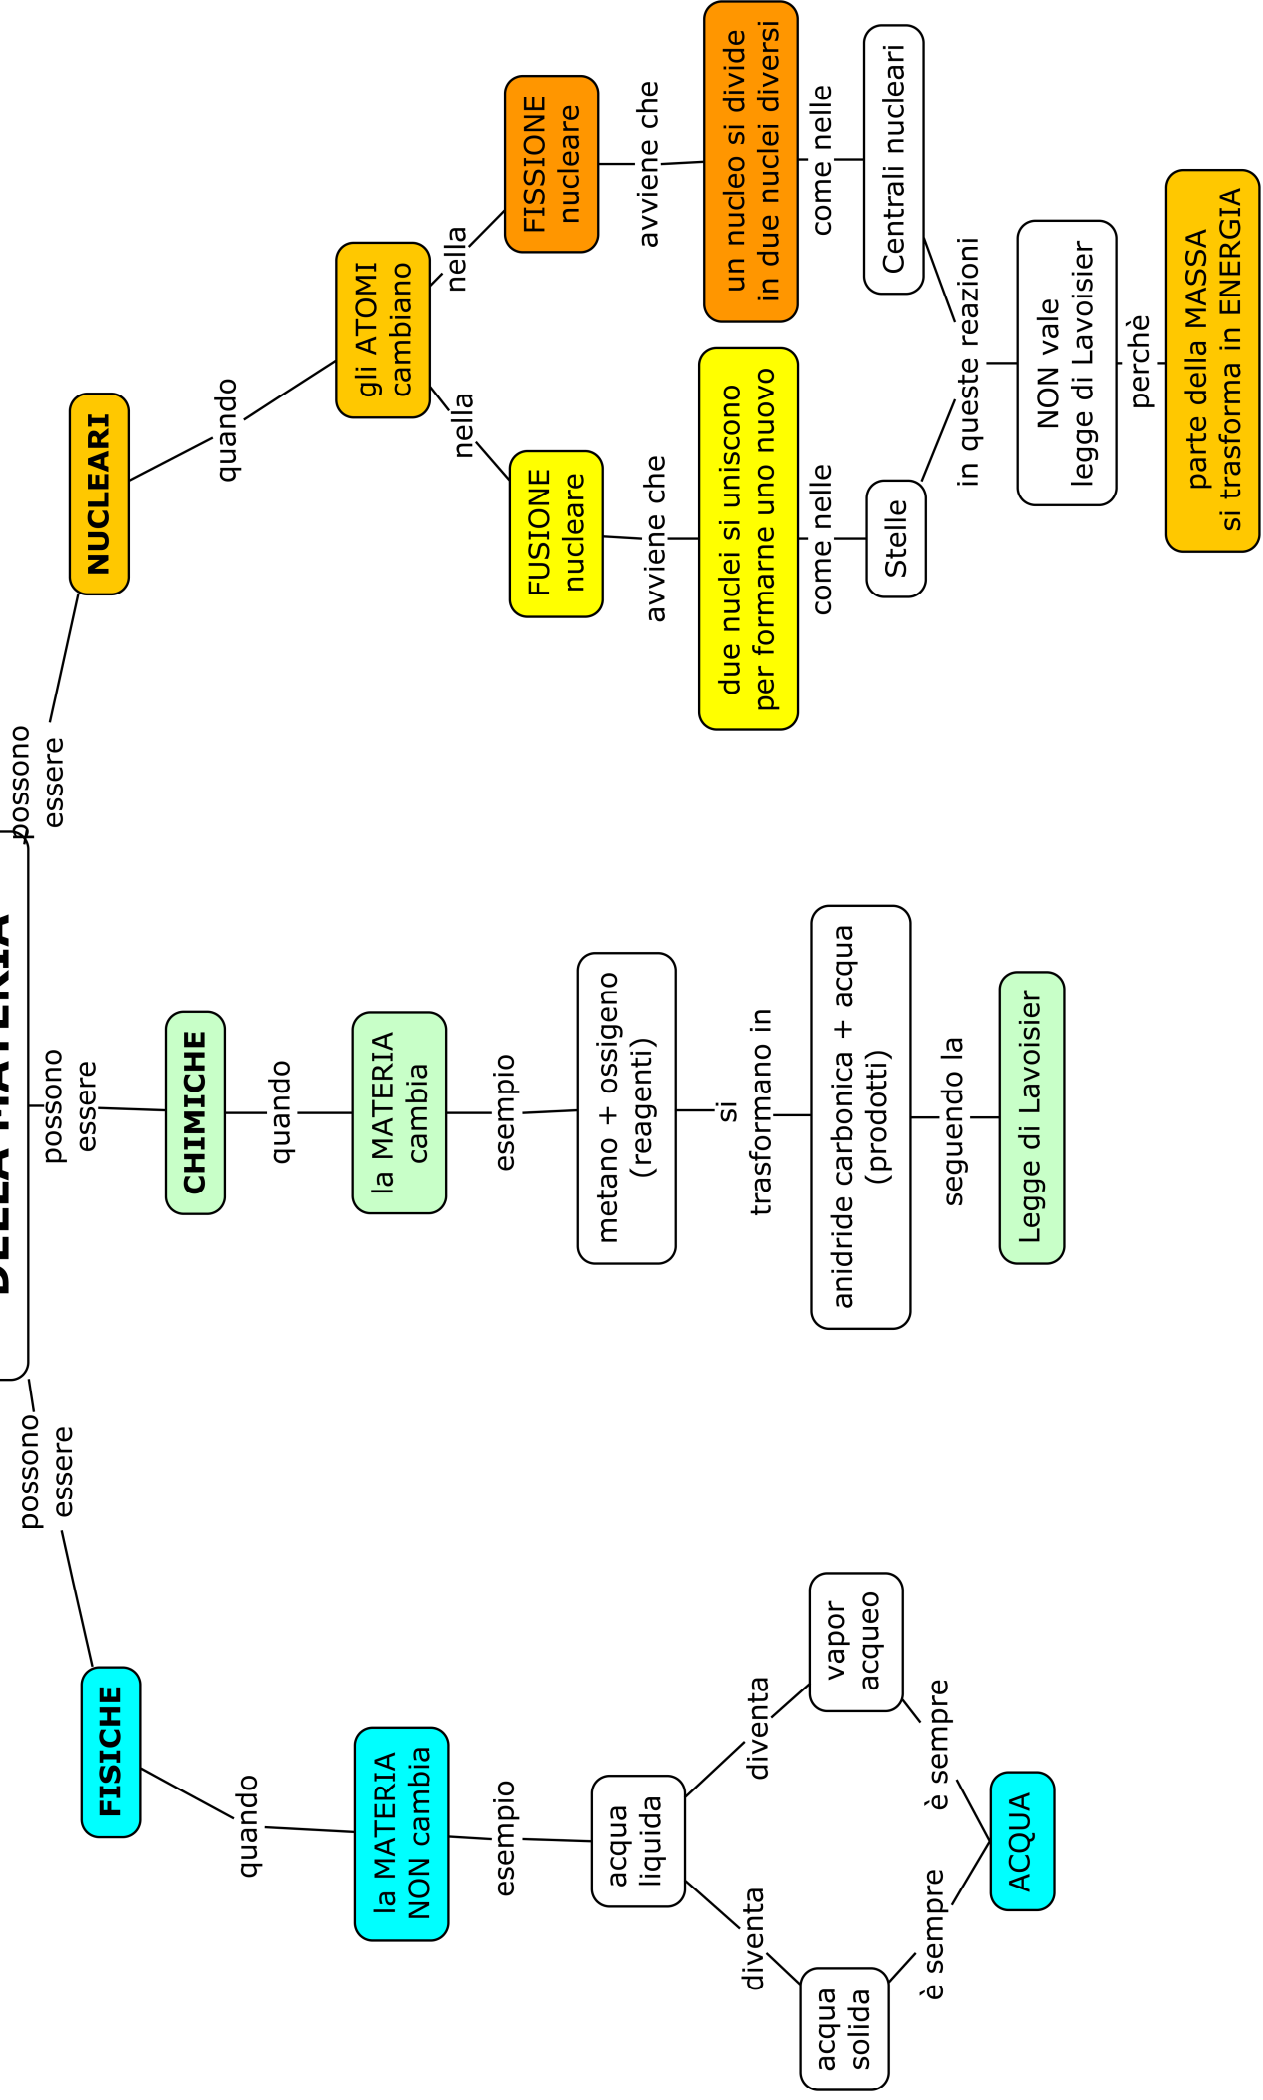 DELLA MATERIA
possono
essere
FISICHE
quando
la MATERIA
NON cambia
esempio
acqua
liquida
diventa
acqua
solida
è sempre
diventa
vapor
acqueo
è sempre
ACQUA
possono
essere
CHIMICHE
quando
la MATERIA
cambia
esempio
metano + ossigeno
(reagenti)
si
trasformano in
anidride carbonica + acqua
(prodotti)
seguendo la
Legge di Lavoisier
possono
essere
NUCLEARI
quando
gli ATOMI
cambiano
nella
FUSIONE
nucleare
avviene che
due nuclei si uniscono
per formarne uno nuovo
come nelle
Stelle
nella
FISSIONE
nucleare
avviene che
un nucleo si divide
in due nuclei diversi
come nelle
Centrali nucleari
in queste reazioni
NON vale
legge di Lavoisier
perchè
parte della MASSA
si trasforma in ENERGIA